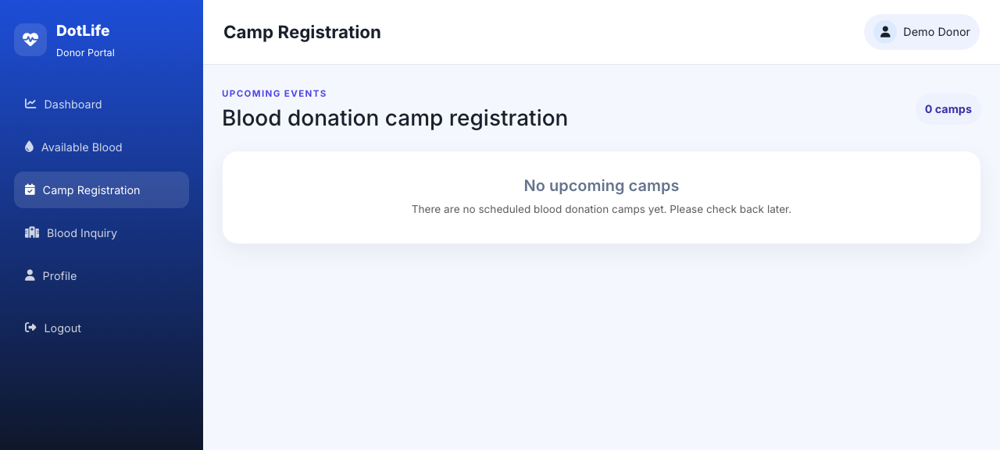 DotLife
Donor Portal
Dashboard
Available Blood
Camp Registration
Blood Inquiry
Profile
Logout
Camp Registration
Demo Donor
UPCOMING EVENTS
Blood donation camp registration
0 camps
No upcoming camps
There are no scheduled blood donation camps yet. Please check back later.